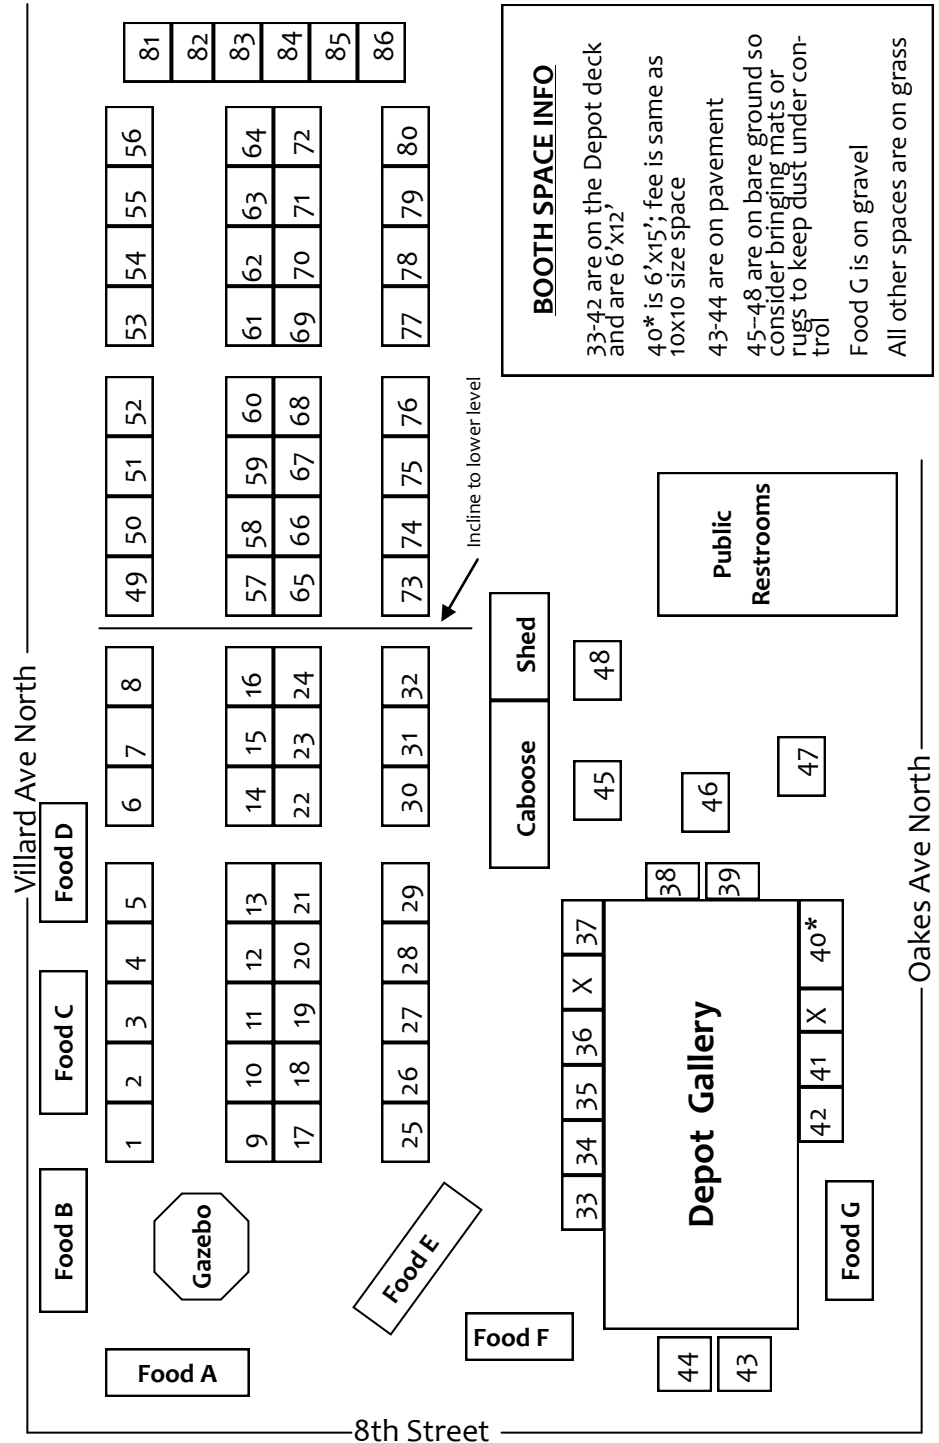 Villard Ave North
Food B
Food C
Food D
1 2 3 4 5 6 7 8 49 50 51 52 53 54 55 56
Food A
Gazebo
9 10 11 12 13 14 15 16 57 58 59 60 61 62 63 64
17 18 19 20 21 22 23 24 65 66 67 68 69 70 71 72
25 26 27 28 29 30 31 32 73 74 75 76 77 78 79 80
81
82
83
84
85
86
Food E
8th Street
Food F
Incline to lower level
Caboose
Shed
33 34 35 36 X 37
45
48
38
39
46
47
44
43
Depot Gallery
42 41 X 40*
Food G
Public
Restrooms
Oakes Ave North
BOOTH SPACE INFO
33-42 are on the Depot deck
and are 6'x12'
40* is 6'x15'; fee is same as
10x10 size space
43-44 are on pavement
45--48 are on bare ground so
consider bringing mats or
rugs to keep dust under con-
trol
Food G is on gravel
All other spaces are on grass